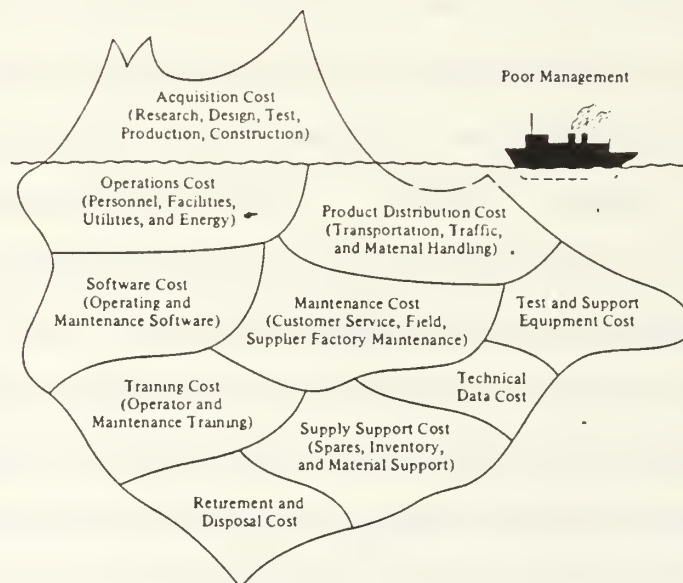 Poor Management
Acquisition Cost
(Research, Design, Test,
Production, Construction)
Operations Cost
(Personnel, Facilities,
Utilities, and Energy)
Product Distribution Cost
(Transportation, Traffic,
and Material Handling)
Software Cost
(Operating and
Maintenance Software)
Maintenance Cost
(Customer Service, Field,
Supplier Factory Maintenance)
Test and Support
Equipment Cost
Training Cost
(Operator and
Maintenance Training)
Technical
Data Cost
Supply Support Cost
(Spares, Inventory,
and Material Support)
Retirement and
Disposal Cost